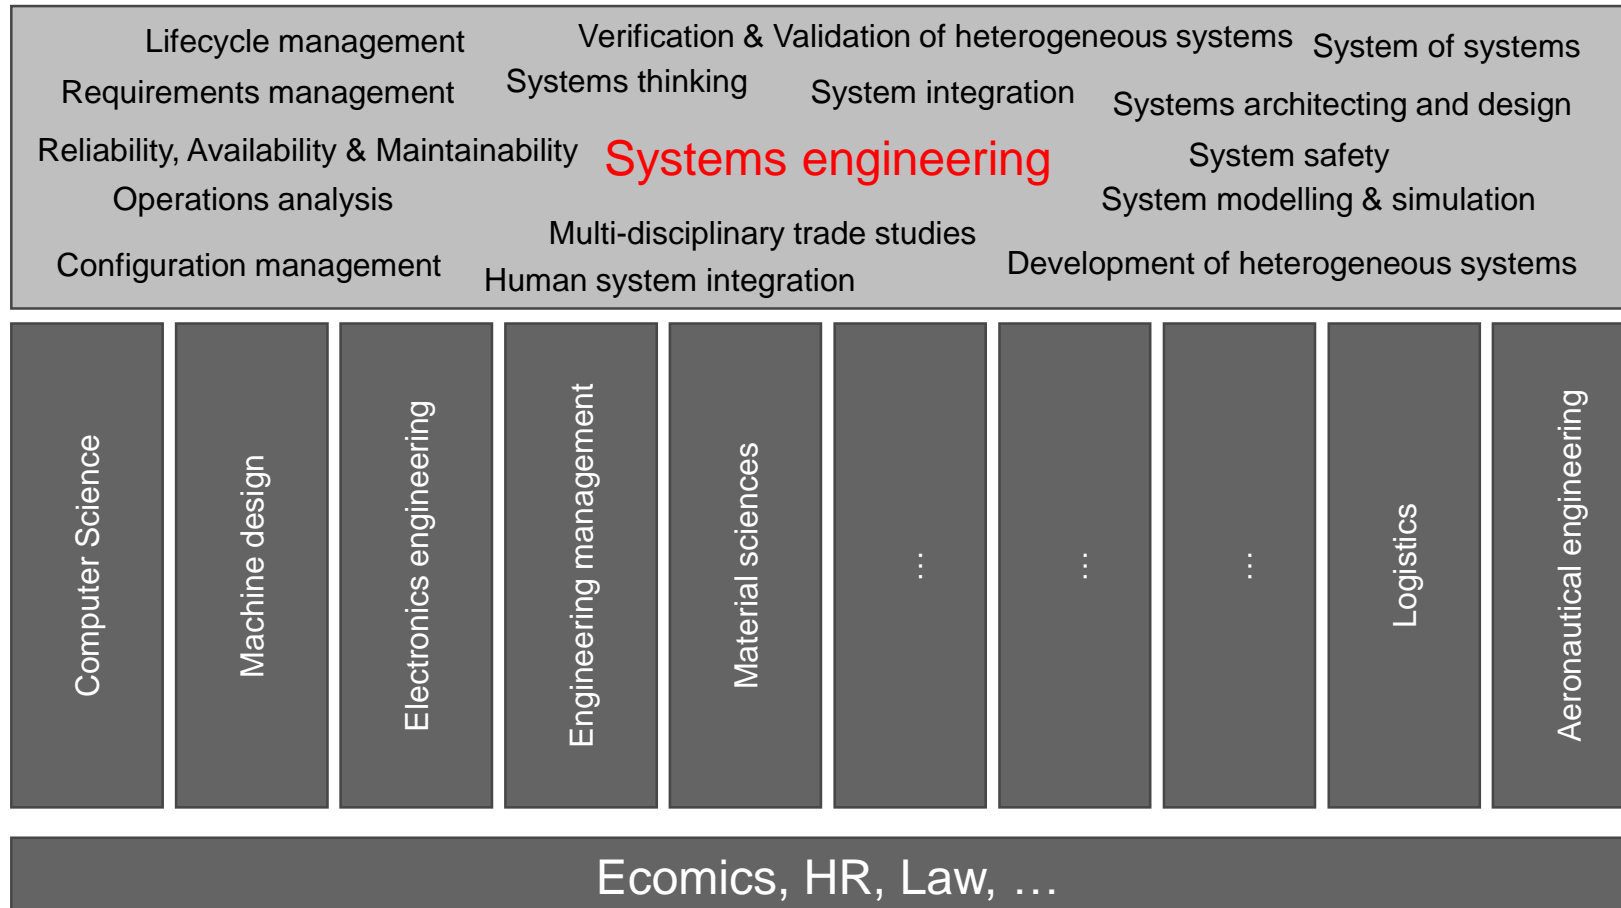 Lifecycle management
Verification & Validation of heterogeneous systems
System of systems
Requirements management
Systems thinking
System integration
Systems architecting and design
Reliability, Availability & Maintainability
Systems engineering
System safety
Operations analysis
System modelling & simulation
Multi-disciplinary trade studies
Configuration management
Human system integration
Development of heterogeneous systems
Computer Science
Machine design
Electronics engineering
Engineering management
Material sciences
…
…
…
Logistics
Aeronautical engineering
Ecomics, HR, Law, …